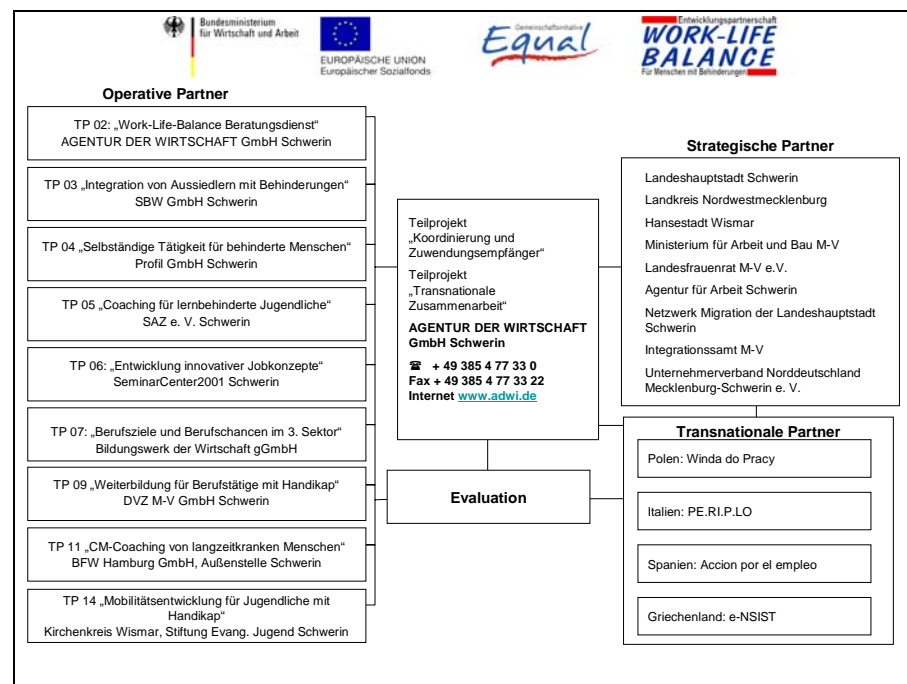 Bundesministerium
für Wirtschaft und Arbeit
EUROPÄISCHE UNION
Europäischer Sozialfonds
Gemeinschaftsinitiative
Equal
Entwicklungspartnerschaft
WORK-LIFE
BALANCE
Für Menschen mit Behinderungen
Operative Partner
TP 02: „Work-Life-Balance Beratungsdienst“
AGENTUR DER WIRTSCHAFT GmbH Schwerin
TP 03 „Integration von Aussiedlern mit Behinderungen“
SBW GmbH Schwerin
TP 04 „Selbständige Tätigkeit für behinderte Menschen“
Profil GmbH Schwerin
TP 05 „Coaching für lernbehinderte Jugendliche“
SAZ e. V. Schwerin
TP 06: „Entwicklung innovativer Jobkonzepte“
SeminarCenter2001 Schwerin
TP 07: „Berufsziele und Berufschancen im 3. Sektor“
Bildungswerk der Wirtschaft gGmbH
TP 09 „Weiterbildung für Berufstätige mit Handikap“
DVZ M-V GmbH Schwerin
TP 11 „CM-Coaching von langzeitkranken Menschen“
BFW Hamburg GmbH, Außenstelle Schwerin
TP 14 „Mobilitätsentwicklung für Jugendliche mit
Handikap“
Kirchenkreis Wismar, Stiftung Evang. Jugend Schwerin
Teilprojekt
„Koordinierung und
Zuwendungsempfänger“
Teilprojekt
„Transnationale
Zusammenarbeit“
AGENTUR DER WIRTSCHAFT
GmbH Schwerin
☎ + 49 385 4 77 33 0
Fax + 49 385 4 77 33 22
Internet www.adwi.de
Evaluation
Strategische Partner
Landeshauptstadt Schwerin
Landkreis Nordwestmecklenburg
Hansestadt Wismar
Ministerium für Arbeit und Bau M-V
Landesfrauenrat M-V e.V.
Agentur für Arbeit Schwerin
Netzwerk Migration der Landeshauptstadt
Schwerin
Integrationssamt M-V
Unternehmerverband Norddeutschland
Mecklenburg-Schwerin e. V.
Transnationale Partner
Polen: Winda do Pracy
Italien: PE.RI.P.LO
Spanien: Accion por el empleo
Griechenland: e-NSIST